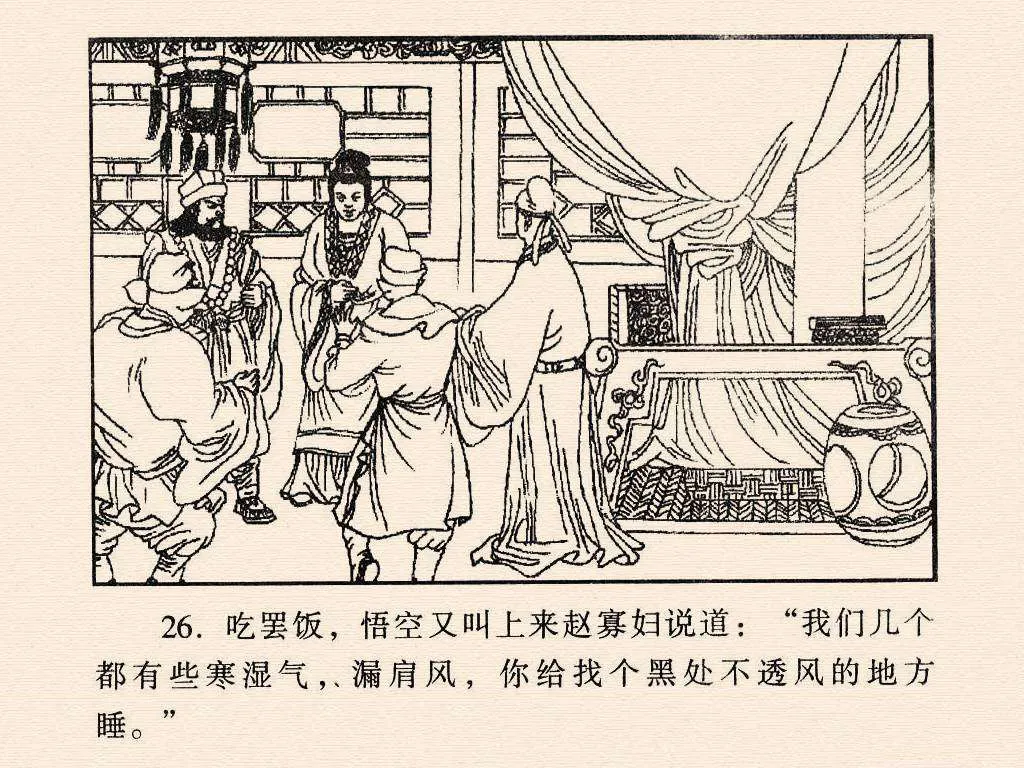 26. 吃罢饭，悟空又叫上来赵寡妇说道：“我们几个
都有些寒湿气，、漏肩风，你给找个黑处不透风的地方
睡。”